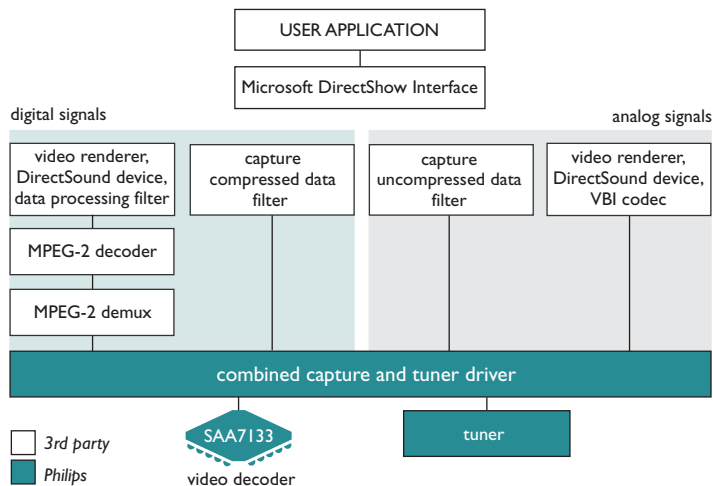 USER APPLICATION
Microsoft DirectShow Interface
digital signals
analog signals
video renderer,
DirectSound device,
data processing filter
capture
compressed data
filter
capture
uncompressed data
filter
video renderer,
DirectSound device,
VBI codec
MPEG-2 decoder
MPEG-2 demux
combined capture and tuner driver
SAA7133
video decoder
tuner
3rd party
Philips